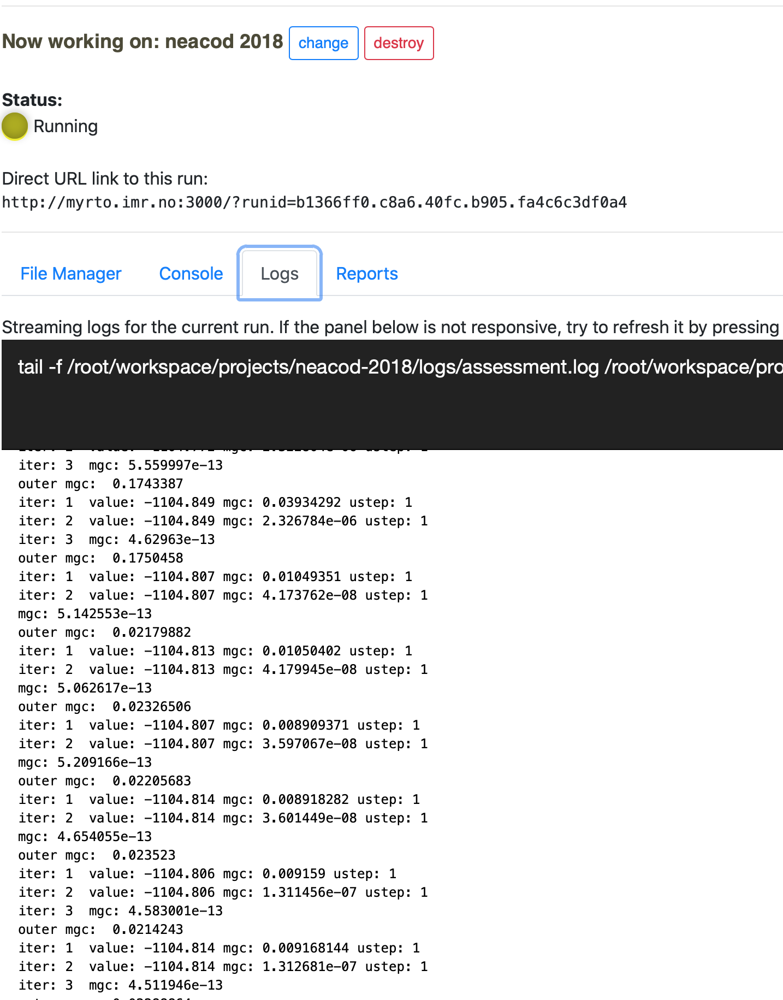 Now working on: neacod 2018 change destroy
Status:
Running
Direct URL link to this run:
http://myrto.imr.no:3000/?runid=b1366ff0.c8a6.40fc.b905.fa4c6c3df0a4
File Manager Console Logs Reports
Streaming logs for the current run. If the panel below is not responsive, try to refresh it by pressing
tail -f /root/workspace/projects/neacod-2018/logs/assessment.log /root/workspace/pro
iter: 3  mgc: 5.559997e-13
outer mgc:  0.1743387
iter: 1  value: -1104.849 mgc: 0.03934292 ustep: 1
iter: 2  value: -1104.849 mgc: 2.326784e-06 ustep: 1
iter: 3  mgc: 4.62963e-13
outer mgc:  0.1750458
iter: 1  value: -1104.807 mgc: 0.01049351 ustep: 1
iter: 2  value: -1104.807 mgc: 4.173762e-08 ustep: 1
mgc: 5.142553e-13
outer mgc:  0.02179882
iter: 1  value: -1104.813 mgc: 0.01050402 ustep: 1
iter: 2  value: -1104.813 mgc: 4.179945e-08 ustep: 1
mgc: 5.062617e-13
outer mgc:  0.02326506
iter: 1  value: -1104.807 mgc: 0.008909371 ustep: 1
iter: 2  value: -1104.807 mgc: 3.597067e-08 ustep: 1
mgc: 5.209166e-13
outer mgc:  0.02205683
iter: 1  value: -1104.814 mgc: 0.008918282 ustep: 1
iter: 2  value: -1104.814 mgc: 3.601449e-08 ustep: 1
mgc: 4.654055e-13
outer mgc:  0.023523
iter: 1  value: -1104.806 mgc: 0.009159 ustep: 1
iter: 2  value: -1104.806 mgc: 1.311456e-07 ustep: 1
iter: 3  mgc: 4.583001e-13
outer mgc:  0.0214243
iter: 1  value: -1104.814 mgc: 0.009168144 ustep: 1
iter: 2  value: -1104.814 mgc: 1.312681e-07 ustep: 1
iter: 3  mgc: 4.511946e-13